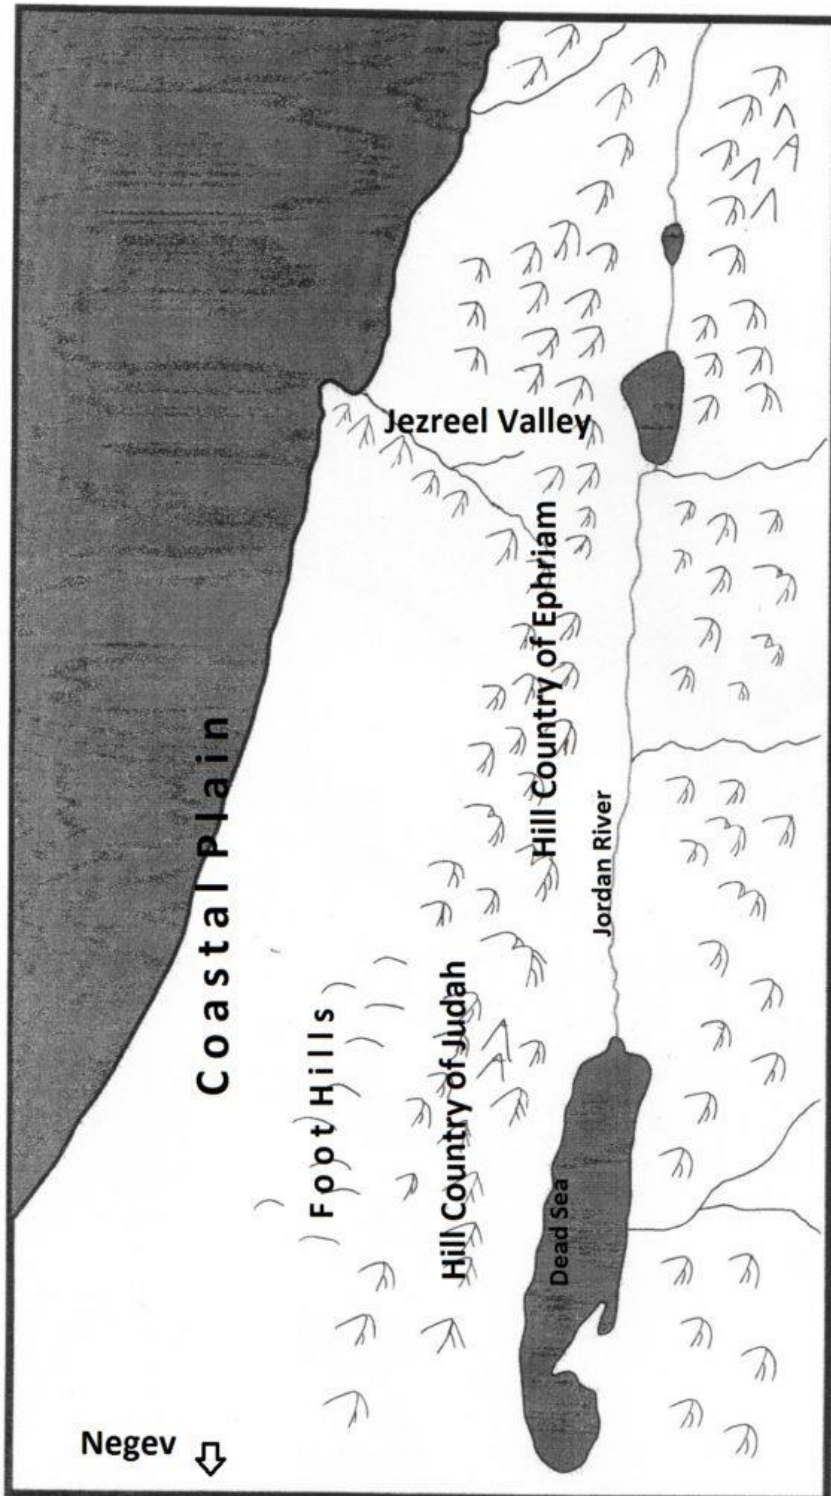 Jezreel Valley
Hill Country of Ephriam
Coastal Plain
Jordan River
Foot Hills
Hill Country of Judah
Dead Sea
Negev